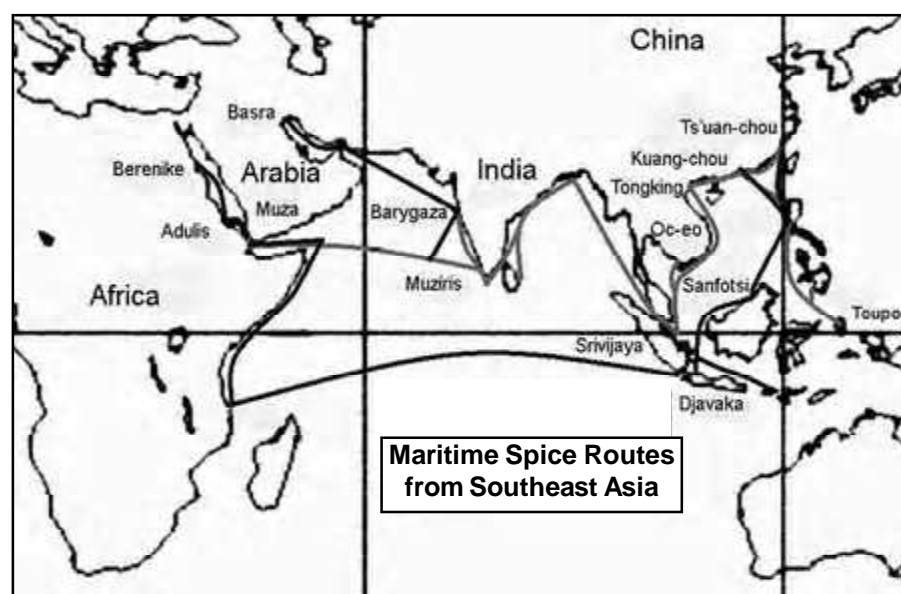 China
Basra
Ts'uan-chou
Kuang-chou
Berenike
Arabia
India
Tongking
Muza
Barygaza
Adulis
Oc-eo
Muziris
Sanfotsi
Africa
Toupo
Srivijaya
Djavaka
Maritime Spice Routes
from Southeast Asia